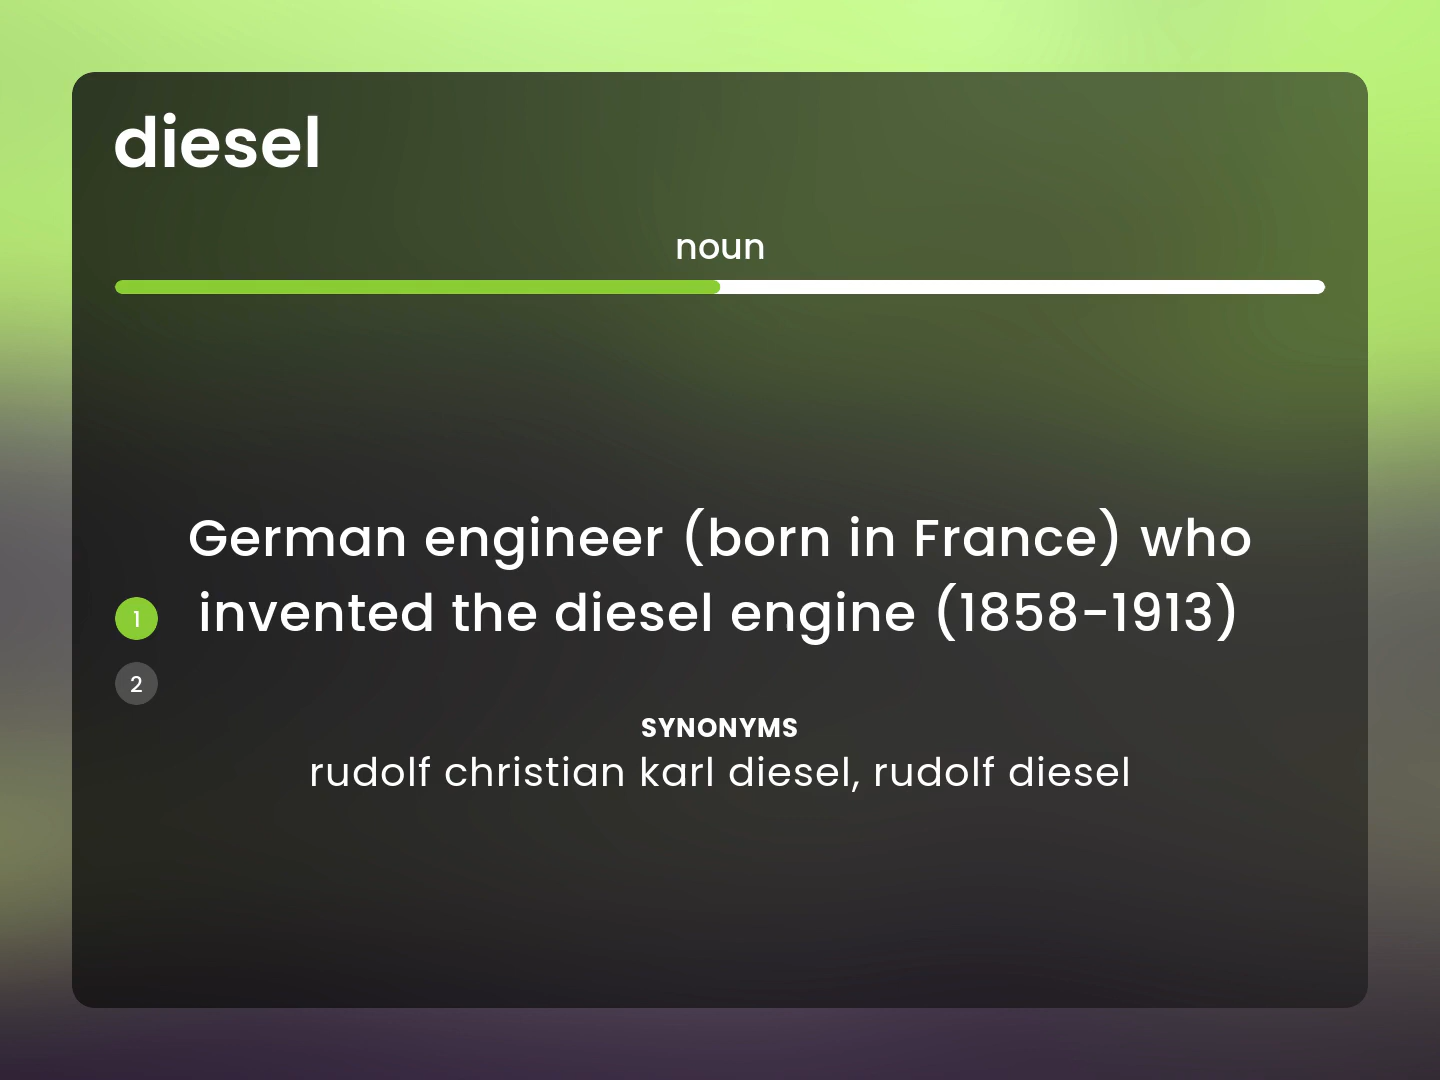 diesel
noun
German engineer (born in France) who
invented the diesel engine (1858-1913)
1
2
SYNONYMS
rudolf christian karl diesel, rudolf diesel